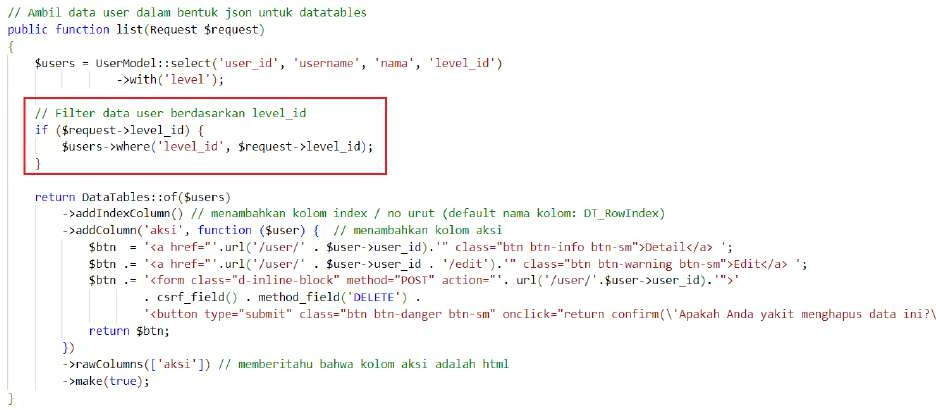 // Ambil data user dalam bentuk json untuk datatables
public function list(Request $request)
{
    $users = UserModel::select('user_id', 'username', 'nama', 'level_id')
                ->with('level');

    // Filter data user berdasarkan level_id
    if ($request->level_id) {
        $users->where('level_id', $request->level_id);
    }

    return DataTables::of($users)
        ->addIndexColumn() // menambahkan kolom index / no urut (default nama kolom: DT_RowIndex)
        ->addColumn('aksi', function ($user) {  // menambahkan kolom aksi
            $btn  = '<a href="'.url('/user/' . $user->user_id).'" class="btn btn-info btn-sm">Detail</a> ';
            $btn .= '<a href="'.url('/user/' . $user->user_id . '/edit').'" class="btn btn-warning btn-sm">Edit</a> ';
            $btn .= '<form class="d-inline-block" method="POST" action="'. url('/user/'.$user->user_id).'">'
                    . csrf_field() . method_field('DELETE') .
                    '<button type="submit" class="btn btn-danger btn-sm" onclick="return confirm(\'Apakah Anda yakit menghapus data ini?\
            return $btn;
        })
        ->rawColumns(['aksi']) // memberitahu bahwa kolom aksi adalah html
        ->make(true);
}